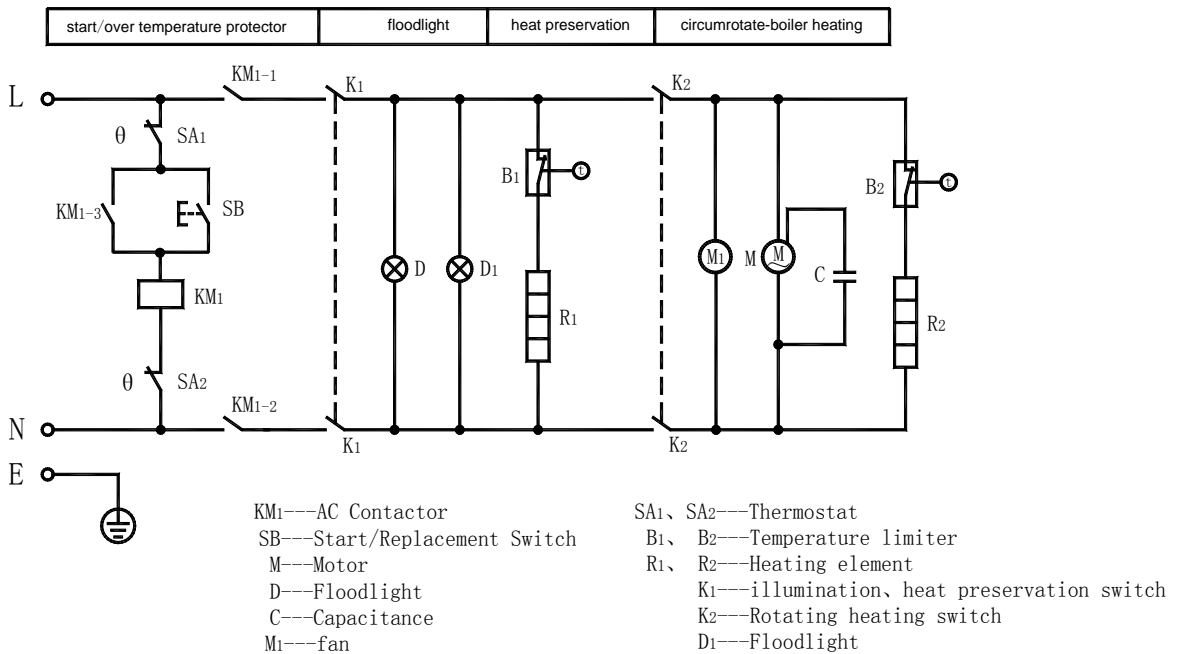 start/over temperature protector floodlight heat preservation circumrotate-boiler heating
KM1-1 K1 K2
L
θ SA1
B1 t B2 t
KM1-3 SB
M1 M M
D D1 C
KM1
R1 R2
θ SA2
KM1-2
N
K1 K2
E
KM1---AC Contactor
SB---Start/Replacement Switch
M---Motor
D---Floodlight
C---Capacitance
M1---fan
SA1、SA2---Thermostat
B1、 B2---Temperature limiter
R1、 R2---Heating element
K1---illumination、heat preservation switch
K2---Rotating heating switch
D1---Floodlight